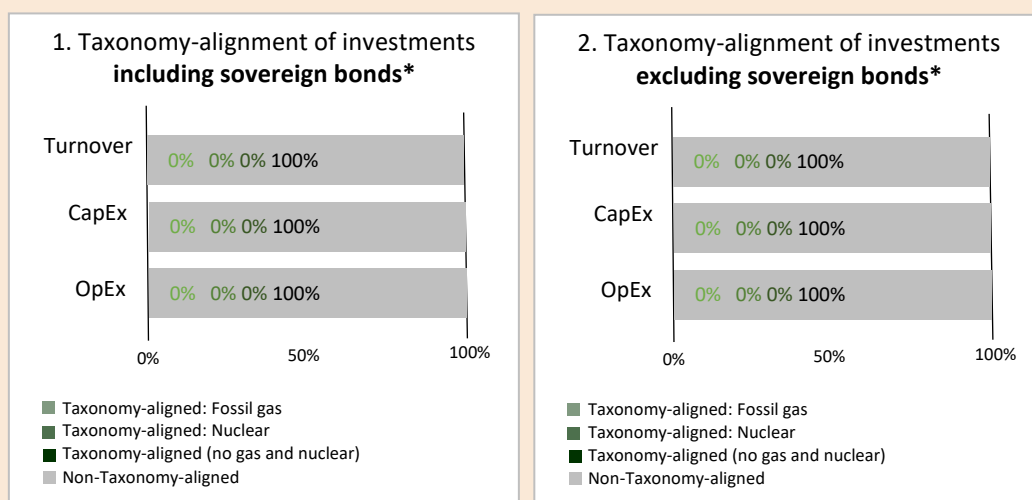 1. Taxonomy-alignment of investments
including sovereign bonds*
Turnover
0% 0% 0% 100%
CapEx
0% 0% 0% 100%
OpEx
0% 0% 0% 100%
0% 50% 100%
Taxonomy-aligned: Fossil gas
Taxonomy-aligned: Nuclear
Taxonomy-aligned (no gas and nuclear)
Non-Taxonomy-aligned
2. Taxonomy-alignment of investments
excluding sovereign bonds*
Turnover
0% 0% 0% 100%
CapEx
0% 0% 0% 100%
OpEx
0% 0% 0% 100%
0% 50% 100%
Taxonomy-aligned: Fossil gas
Taxonomy-aligned: Nuclear
Taxonomy-aligned (no gas and nuclear)
Non-Taxonomy-aligned